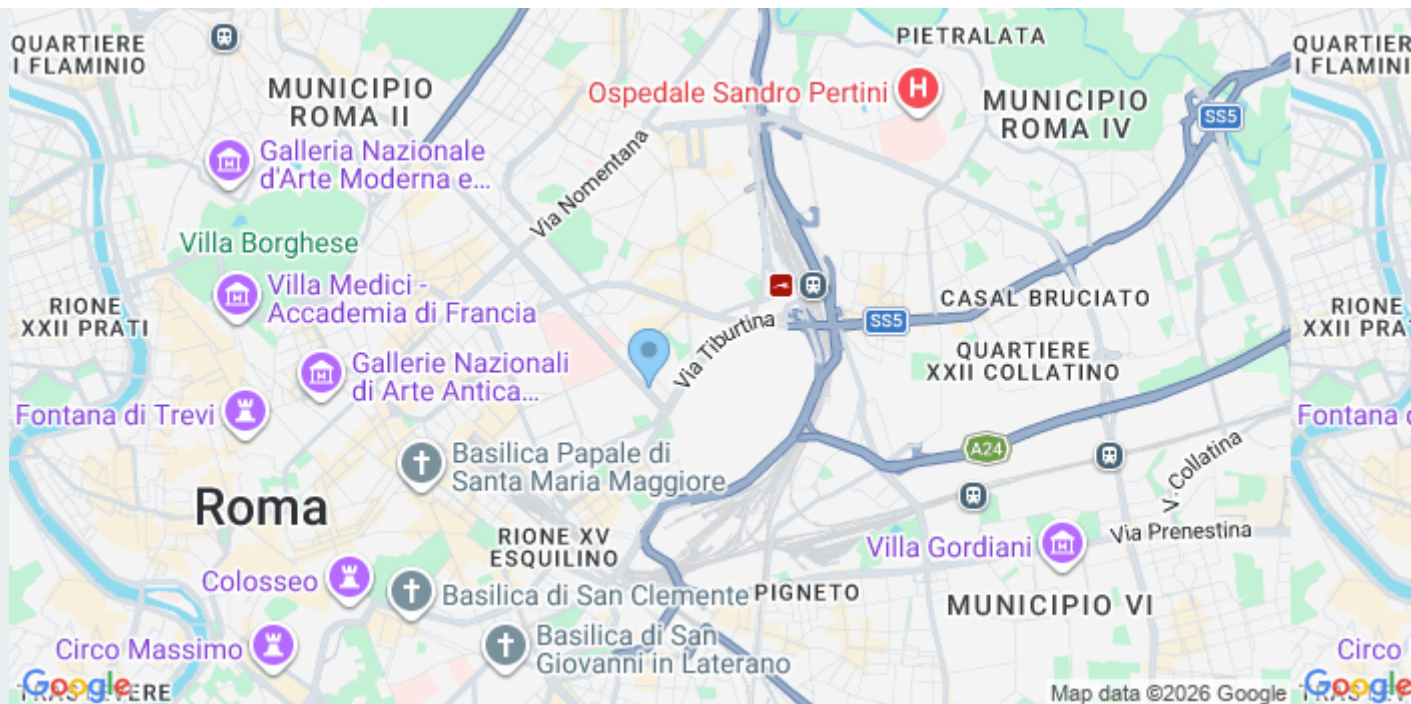 QUARTIERE
I FLAMINIO
MUNICIPIO
ROMA II
PIETRALATA
Ospedale Sandro Pertini
H
MUNICIPIO
ROMA IV
SS5
QUARTIER
I FLAMINI
Galleria Nazionale
d'Arte Moderna e...
Via Nomentana
Villa Borghese
Villa Medici -
Accademia di Francia
RIONE
XXII PRATI
CASAL BRUCIATO
SS5
Via Tiburtina
RIONE
XXII PRA
QUARTIERE
XXII COLLATINO
Gallerie Nazionali
di Arte Antica...
Fontana di Trevi
Fontana
A24
Basilica Papale di
Santa Maria Maggiore
V. Collatina
Roma
RIONE XV
ESQUILINO
Via Prenestina
Villa Gordiani
Colosseo
Basilica di San Clemente
PIGNETO
MUNICIPIO VI
Circo Massimo
Basilica di San
Giovanni in Laterano
Circo
Google
Map data ©2026 Google
Google